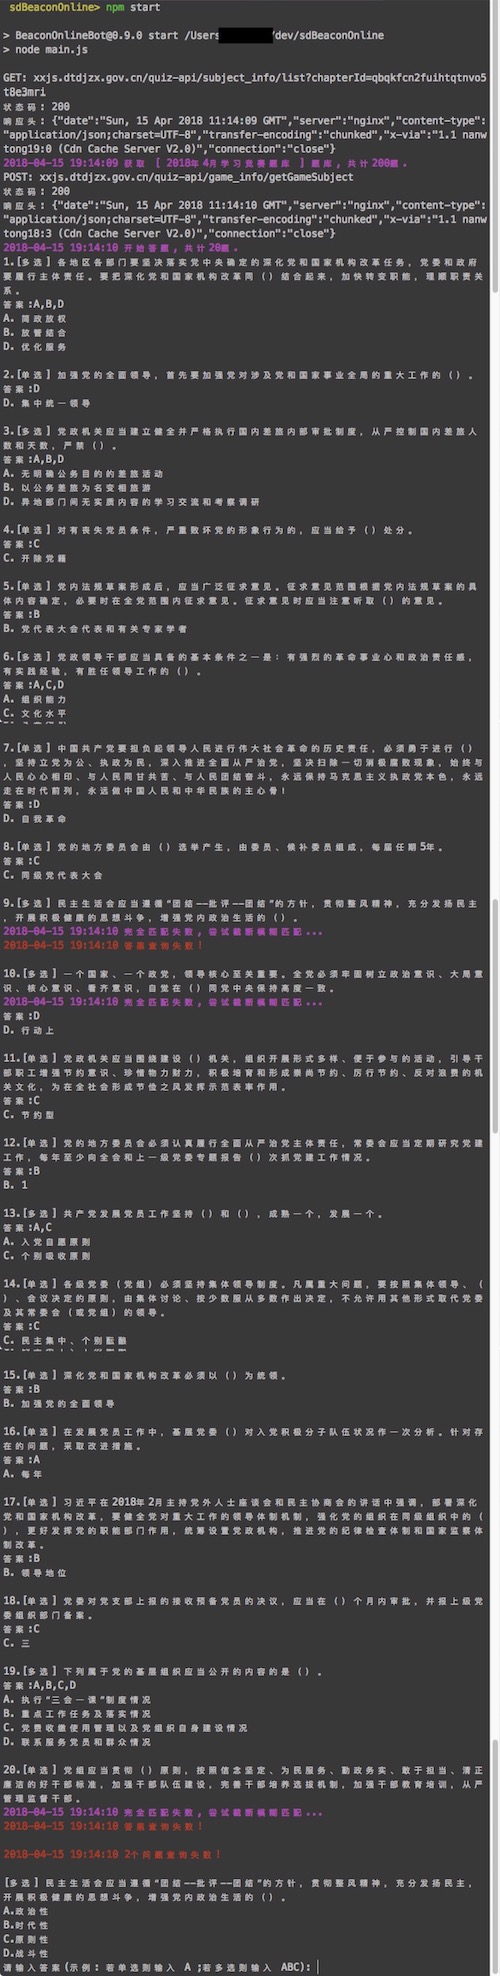 sdBeaconOnline> npm start
> BeaconOnlineBot@0.9.0 start /Users /dev/sdBeaconOnline
> node main.js
GET: xxjs.dtdjzx.gov.cn/quiz-api/subject_info/list?chapterId=qbqkfcn2fuihtqtnvo5
t8e3mri
状态码: 200
响应头: {"date":"Sun, 15 Apr 2018 11:14:09 GMT","server":"nginx","content-type":
"application/json;charset=UTF-8","transfer-encoding":"chunked","x-via":"1.1 nanw
tong19:0 (Cdn Cache Server V2.0)","connection":"close"}
2018-04-15 19:14:09 获取 [ 2018年4月学习竞赛题库 ] 题库，共计200题。
POST: xxjs.dtdjzx.gov.cn/quiz-api/game_info/getGameSubject
状态码: 200
响应头: {"date":"Sun, 15 Apr 2018 11:14:10 GMT","server":"nginx","content-type":
"application/json;charset=UTF-8","transfer-encoding":"chunked","x-via":"1.1 nanw
tong18:3 (Cdn Cache Server V2.0)","connection":"close"}
2018-04-15 19:14:10 开始答题，共计20题。
1.[多选] 各地区各部门要坚决落实党中央确定的深化党和国家机构改革任务，党委和政府
要履行主体责任。要把深化党和国家机构改革同（）结合起来，加快转变职能，理顺职责关
系。
答案:A,B,D
A. 简政放权
B. 放管结合
D. 优化服务
2.[单选] 加强党的全面领导，首先要加强党对涉及党和国家事业全局的重大工作的（）。
答案:D
D. 集中统一领导
3.[多选] 党政机关应当建立健全并严格执行国内差旅内部审批制度，从严控制国内差旅人
数和天数，严禁（）。
答案:A,B,D
A. 无明确公务目的的差旅活动
B. 以公务差旅为名变相旅游
D. 异地部门间无实质内容的学习交流和考察调研
4.[单选] 对有丧失党员条件，严重败坏党的形象行为的，应当给予（）处分。
答案:C
C. 开除党籍
5.[单选] 党内法规草案形成后，应当广泛征求意见。征求意见范围根据党内法规草案的具
体内容确定，必要时在全党范围内征求意见。征求意见时应当注意听取（）的意见。
答案:B
B. 党代表大会代表和有关专家学者
6.[多选] 党政领导干部应当具备的基本条件之一是：有强烈的革命事业心和政治责任感，
有实践经验，有胜任领导工作的（）。
答案:A,C,D
A. 组织能力
C. 文化水平
7.[单选] 中国共产党要担负起领导人民进行伟大社会革命的历史责任，必须勇于进行（）
，坚持立党为公、执政为民，深入推进全面从严治党，坚决扫除一切消极腐败现象，始终与
人民心心相印、与人民同甘共苦、与人民团结奋斗，永远保持马克思主义执政党本色，永远
走在时代前列，永远做中国人民和中华民族的主心骨！
答案:D
D. 自我革命
8.[单选] 党的地方委员会由（）选举产生，由委员、候补委员组成，每届任期5年。
答案:C
C. 同级党代表大会
9.[多选] 民主生活会应当遵循“团结——批评——团结”的方针，贯彻整风精神，充分发扬民主
，开展积极健康的思想斗争，增强党内政治生活的（）。
2018-04-15 19:14:10 完全匹配失败，尝试截断模糊匹配...
2018-04-15 19:14:10 答案查询失败！
10.[多选] 一个国家、一个政党，领导核心至关重要。全党必须牢固树立政治意识、大局意
识、核心意识、看齐意识，自觉在（）同党中央保持高度一致。
2018-04-15 19:14:10 完全匹配失败，尝试截断模糊匹配...
答案:D
D. 行动上
11.[单选] 党政机关应当围绕建设（）机关，组织开展形式多样、便于参与的活动，引导干
部职工增强节约意识、珍惜物力财力，积极培育和形成崇尚节约、厉行节约、反对浪费的机
关文化，为在全社会形成节俭之风发挥示范表率作用。
答案:C
C. 节约型
12.[单选] 党的地方委员会必须认真履行全面从严治党主体责任，常委会应当定期研究党建
工作，每年至少向全会和上一级党委专题报告（）次抓党建工作情况。
答案:B
B. 1
13.[多选] 共产党发展党员工作坚持（）和（），成熟一个，发展一个。
答案:A,C
A. 入党自愿原则
C. 个别吸收原则
14.[单选] 各级党委（党组）必须坚持集体领导制度。凡属重大问题，要按照集体领导、（
）、会议决定的原则，由集体讨论、按少数服从多数作出决定，不允许用其他形式取代党委
及其常委会（或党组）的领导。
答案:C
C. 民主集中、个别酝酿
15.[单选] 深化党和国家机构改革必须以（）为统领。
答案:B
B. 加强党的全面领导
16.[单选] 在发展党员工作中，基层党委（）对入党积极分子队伍状况作一次分析。针对存
在的问题，采取改进措施。
答案:A
A. 每年
17.[单选] 习近平在2018年2月主持党外人士座谈会和民主协商会的讲话中强调，部署深化
党和国家机构改革，要健全党对重大工作的领导体制机制，强化党的组织在同级组织中的（
），更好发挥党的职能部门作用，统筹设置党政机构，推进党的纪律检查体制和国家监察体
制改革。
答案:B
B. 领导地位
18.[单选] 党委对党支部上报的接收预备党员的决议，应当在（）个月内审批，并报上级党
委组织部门备案。
答案:C
C. 三
19.[多选] 下列属于党的基层组织应当公开的内容的是（）。
答案:A,B,C,D
A. 执行“三会一课”制度情况
B. 重点工作任务及落实情况
C. 党费收缴使用管理以及党组织自身建设情况
D. 联系服务党员和群众情况
20.[多选] 党组应当贯彻（）原则，按照信念坚定、为民服务、勤政务实、敢于担当、清正
廉洁的好干部标准，加强干部队伍建设，完善干部培养选拔机制，加强干部教育培训，从严
管理监督干部。
2018-04-15 19:14:10 完全匹配失败，尝试截断模糊匹配...
2018-04-15 19:14:10 答案查询失败！
2018-04-15 19:14:10 2个问题查询失败！
[多选] 民主生活会应当遵循“团结——批评——团结”的方针，贯彻整风精神，充分发扬民主，
开展积极健康的思想斗争，增强党内政治生活的（）。
A.政治性
B.时代性
C.原则性
D.战斗性
请输入答案(示例：若单选则输入 A ;若多选则输入 ABC):